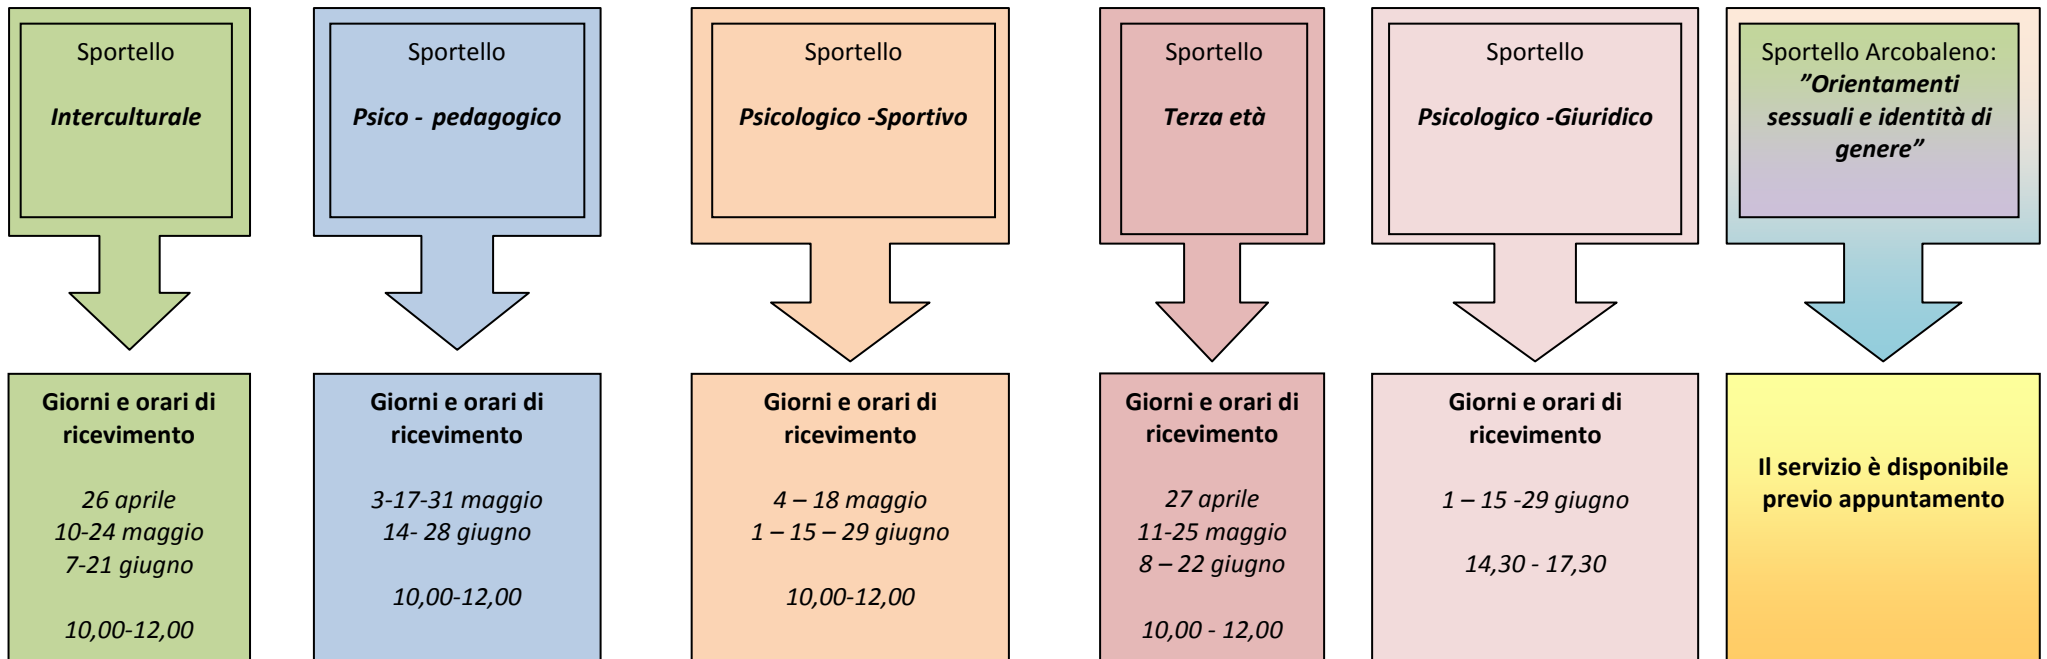 Sportello
Interculturale
Sportello
Psico - pedagogico
Sportello
Psicologico -Sportivo
Sportello
Terza età
Sportello
Psicologico -Giuridico
Sportello Arcobaleno:
”Orientamenti
sessuali e identità di
genere”
Giorni e orari di
ricevimento
26 aprile
10-24 maggio
7-21 giugno
10,00-12,00
Giorni e orari di
ricevimento
3-17-31 maggio
14- 28 giugno
10,00-12,00
Giorni e orari di
ricevimento
4 – 18 maggio
1 – 15 – 29 giugno
10,00-12,00
Giorni e orari di
ricevimento
27 aprile
11-25 maggio
8 – 22 giugno
10,00 - 12,00
Giorni e orari di
ricevimento
1 – 15 -29 giugno
14,30 - 17,30
Il servizio è disponibile
previo appuntamento